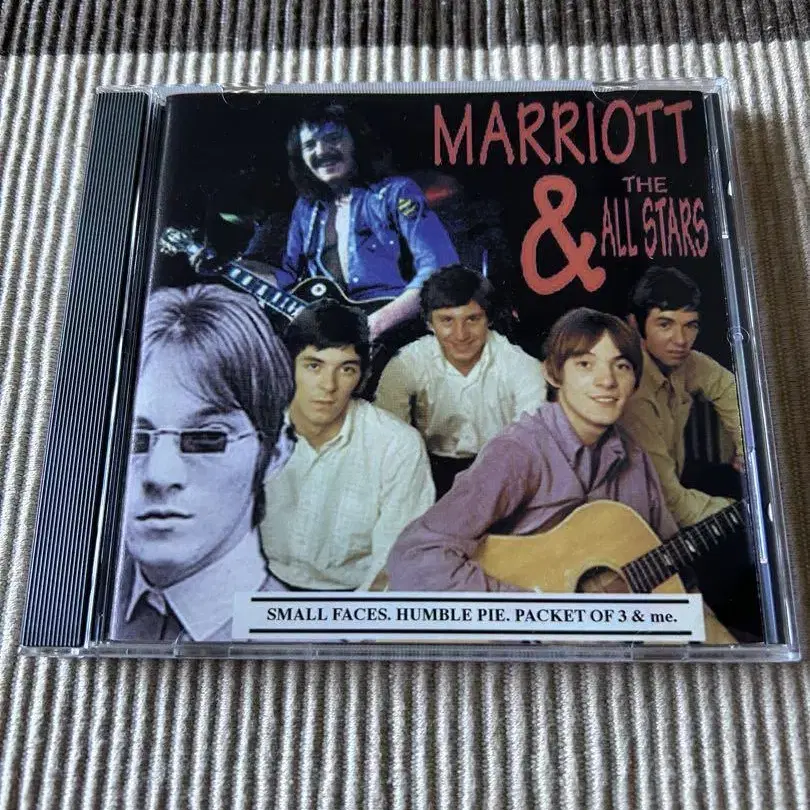 MARRIOTT
& THE
ALL STARS
SMALL FACES. HUMBLE PIE. PACKET OF 3 & me.